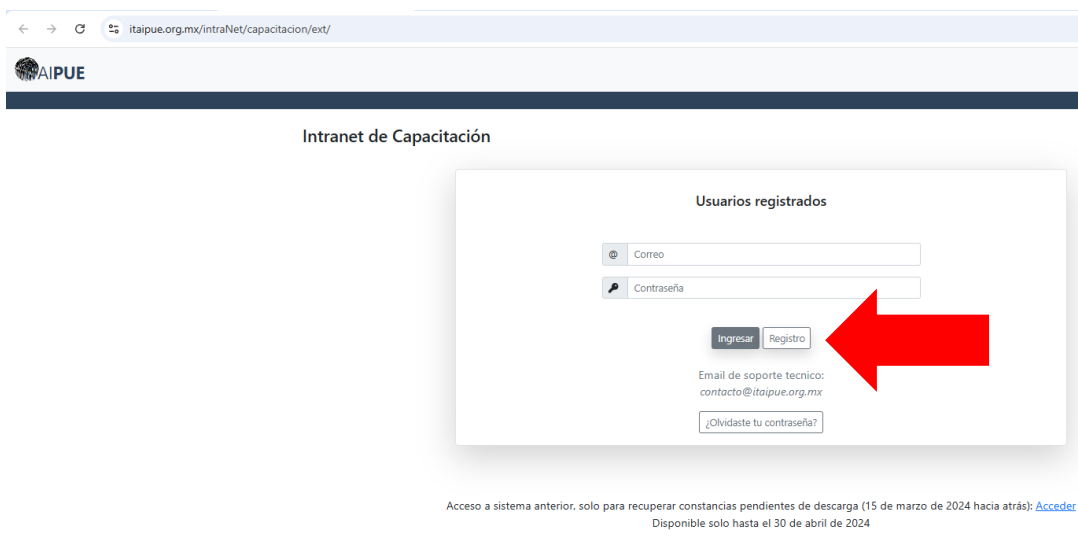 itaipue.org.mx/intraNet/capacitacion/ext/
AIPUE
Intranet de Capacitación
Usuarios registrados
@ Correo
Contraseña
Ingresar Registro
Email de soporte tecnico:
contacto@itaipue.org.mx
¿Olvidaste tu contraseña?
Acceso a sistema anterior, solo para recuperar constancias pendientes de descarga (15 de marzo de 2024 hacia atrás): Acceder
Disponible solo hasta el 30 de abril de 2024